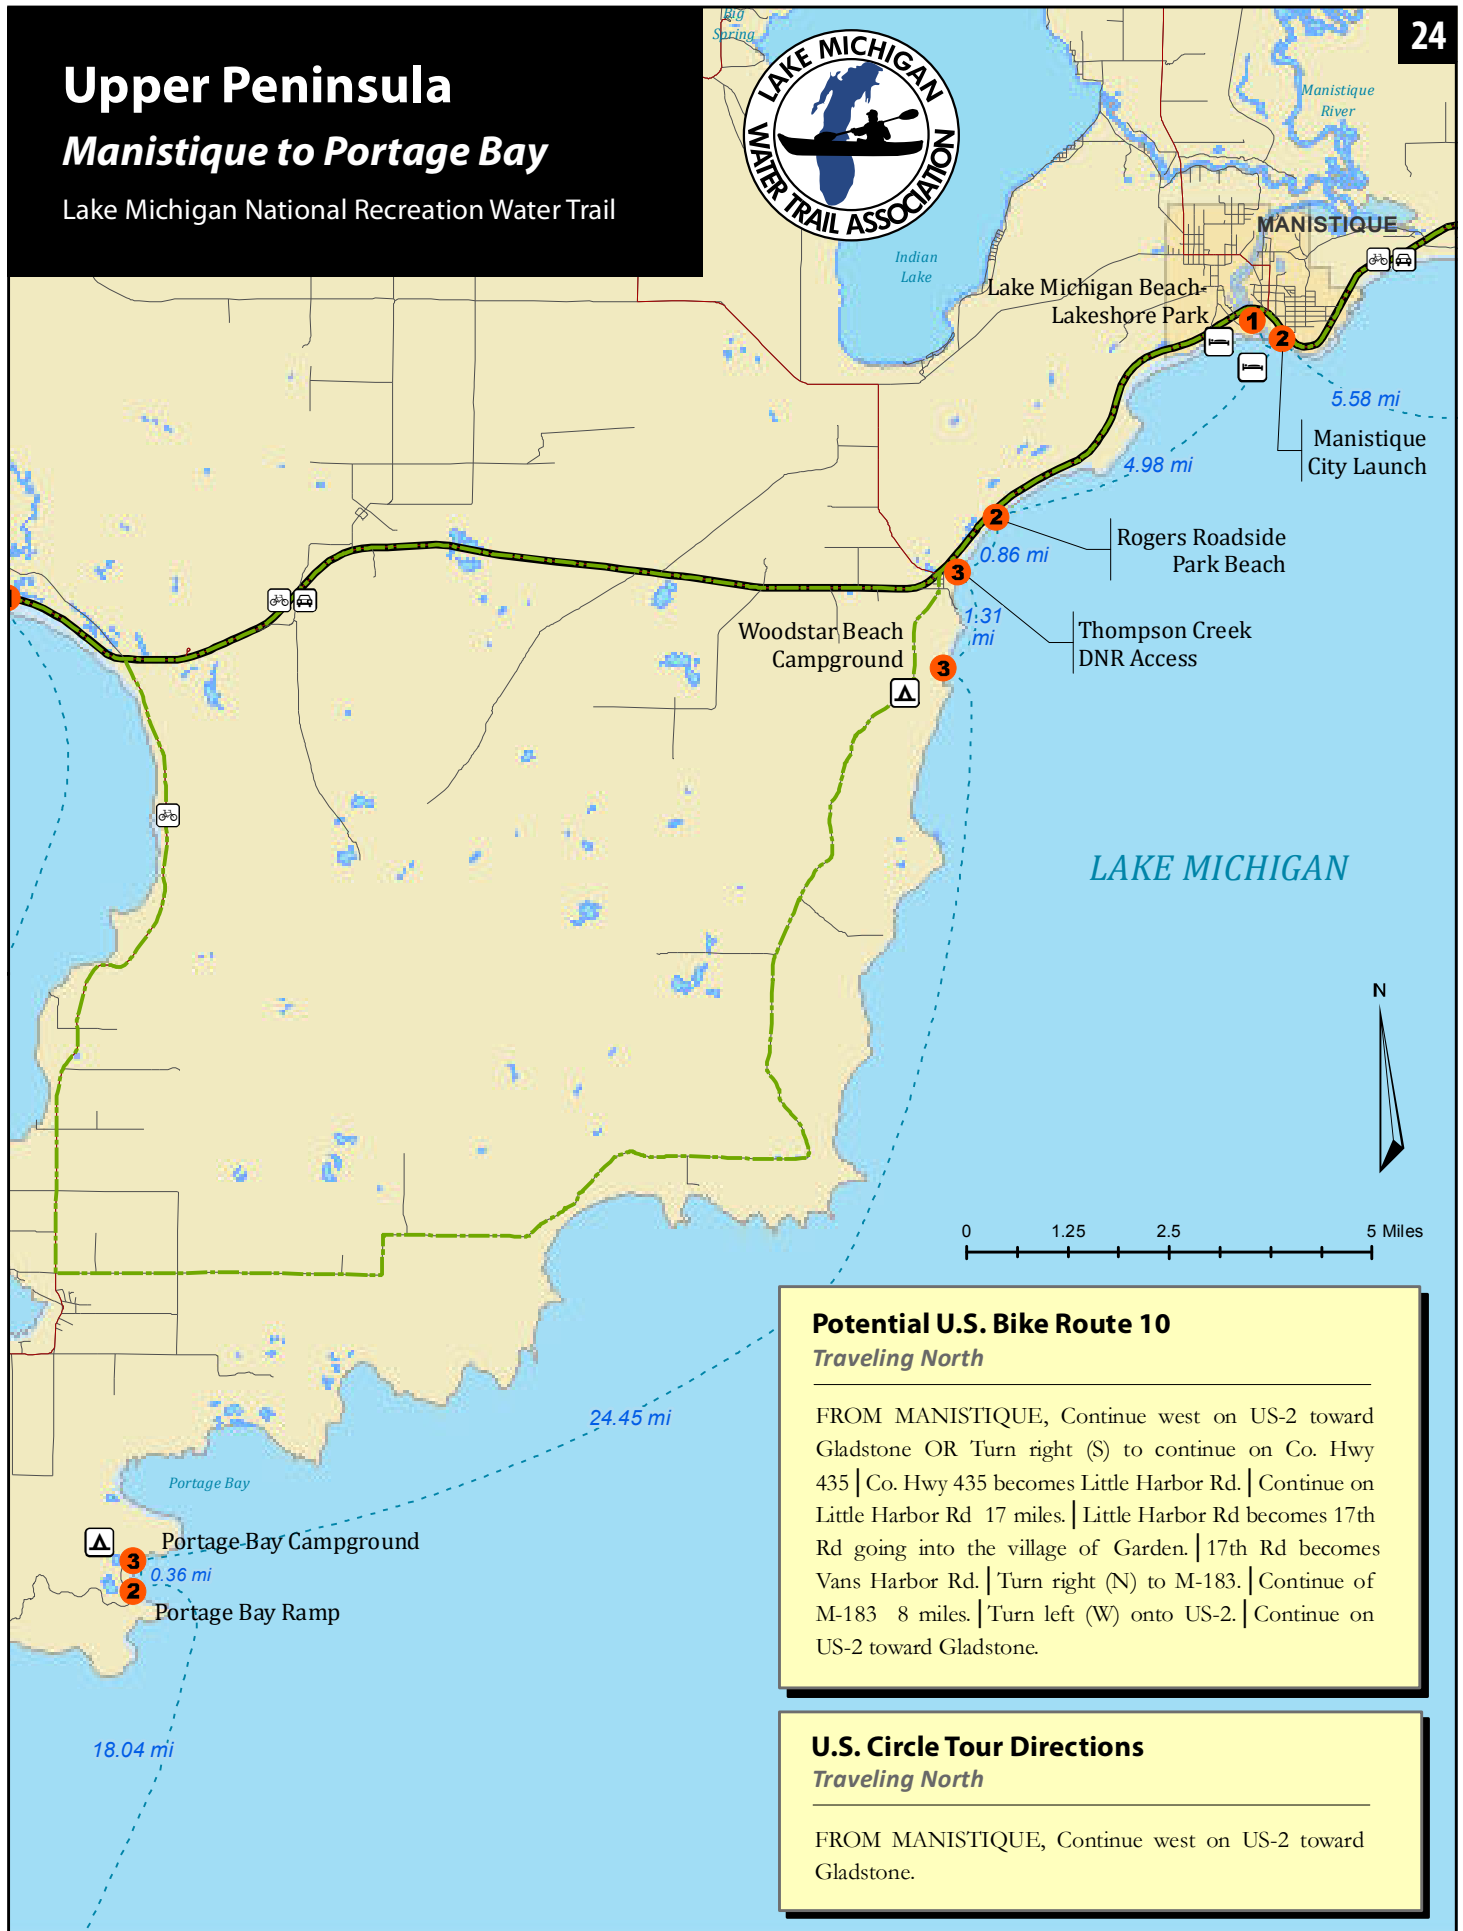 Upper Peninsula
Manistique to Portage Bay
Lake Michigan National Recreation Water Trail
24
Big
Spring
LAKE MICHIGAN
WATER TRAIL ASSOCIATION
Manistique
River
MANISTIQUE
Indian
Lake
Lake Michigan Beach-
Lakeshore Park
1
2
5.58 mi
Manistique
City Launch
4.98 mi
2
Rogers Roadside
Park Beach
0.86 mi
3
1.31
mi
Thompson Creek
DNR Access
Woodstar Beach
Campground
3
LAKE MICHIGAN
N
0 1.25 2.5 5 Miles
24.45 mi
Portage Bay
Portage Bay Campground
3
0.36 mi
2
Portage Bay Ramp
18.04 mi
Potential U.S. Bike Route 10
Traveling North
FROM MANISTIQUE, Continue west on US-2 toward
Gladstone OR Turn right (S) to continue on Co. Hwy
435 | Co. Hwy 435 becomes Little Harbor Rd. | Continue on
Little Harbor Rd 17 miles. | Little Harbor Rd becomes 17th
Rd going into the village of Garden. | 17th Rd becomes
Vans Harbor Rd. | Turn right (N) to M-183. | Continue of
M-183 8 miles. | Turn left (W) onto US-2. | Continue on
US-2 toward Gladstone.
U.S. Circle Tour Directions
Traveling North
FROM MANISTIQUE, Continue west on US-2 toward
Gladstone.